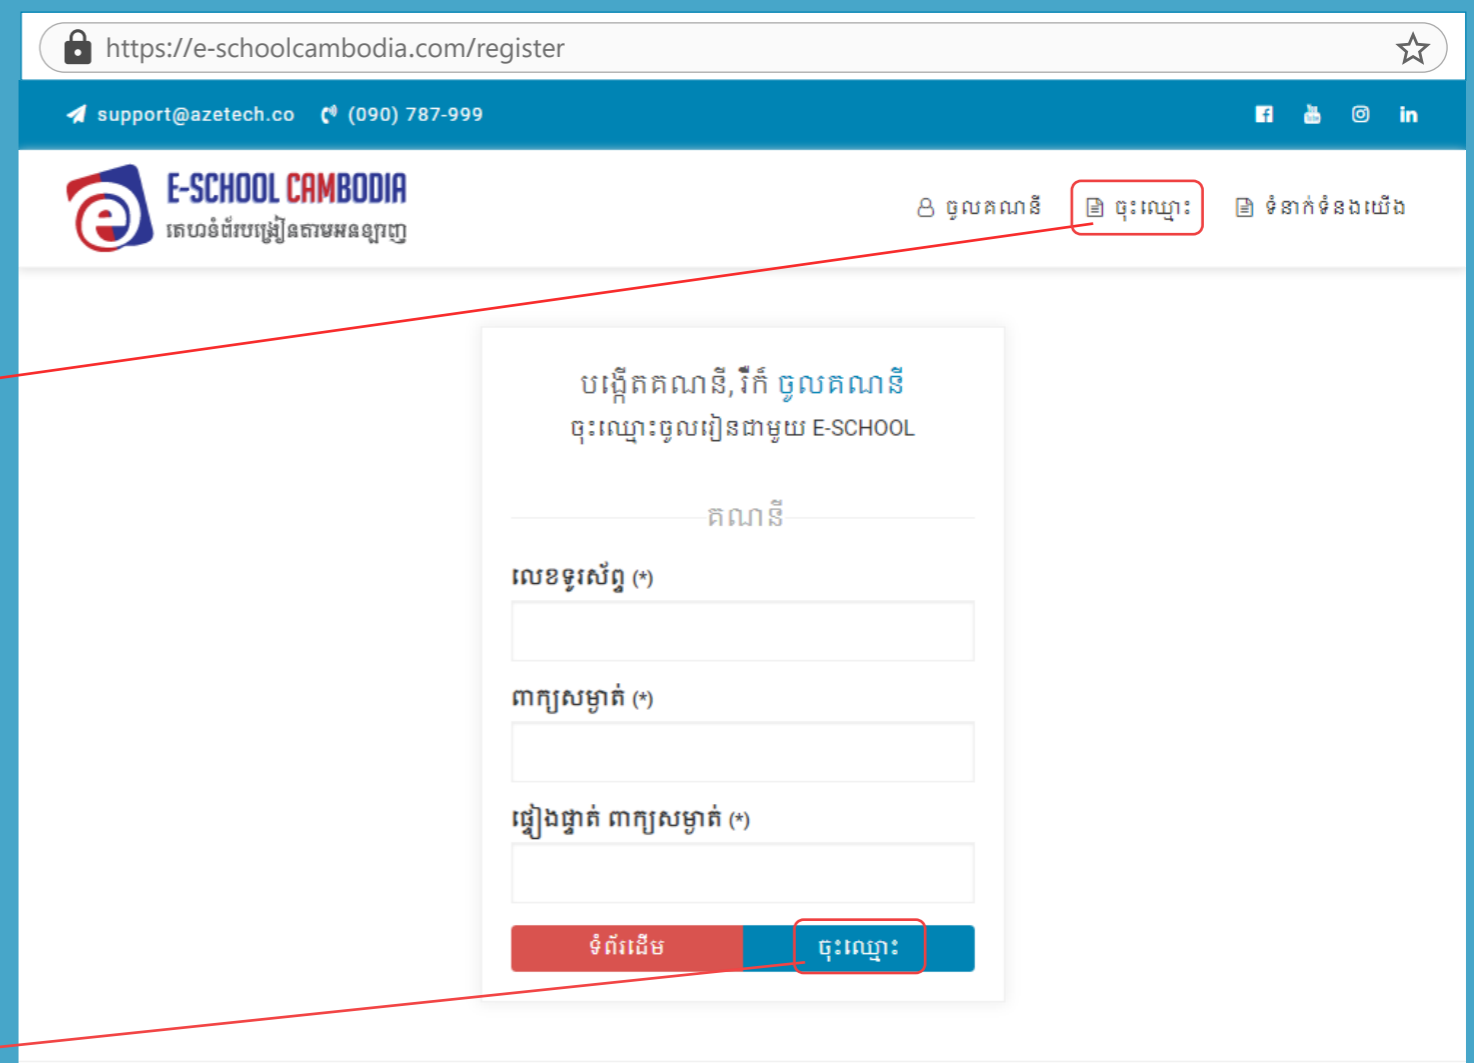 https://e-schoolcambodia.com/register
support@azetech.co (090) 787-999
E-SCHOOL CAMBODIA
គេហទំព័របង្រៀនតាមអនឡាញ
ចូលគណនី ចុះឈ្មោះ ទំនាក់ទំនងយើង
បង្កើតគណនី, រឺក៏ ចូលគណនី
ចុះឈ្មោះចូលរៀនជាមួយ E-SCHOOL
គណនី
លេខទូរស័ព្ទ (*)
ពាក្យសម្ងាត់ (*)
ផ្ទៀងផ្ទាត់ ពាក្យសម្ងាត់ (*)
ទំព័រដើម ចុះឈ្មោះ